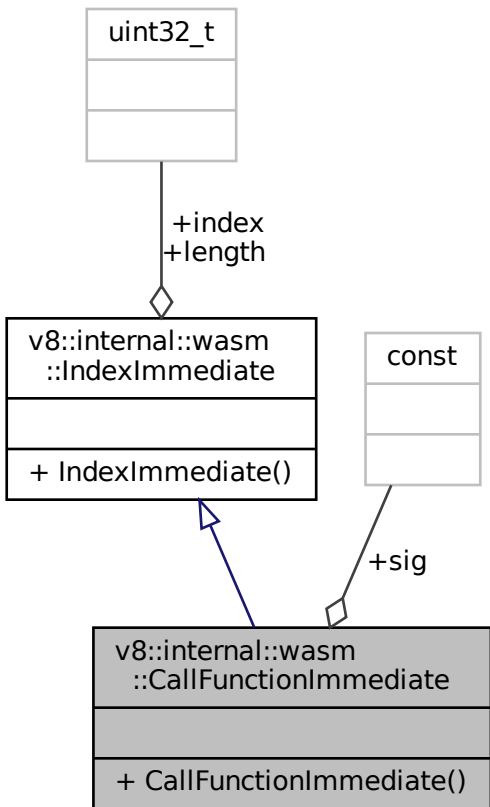 uint32_t
+index
+length
v8::internal::wasm
::IndexImmediate
+ IndexImmediate()
const
+sig
v8::internal::wasm
::CallFunctionImmediate
+ CallFunctionImmediate()